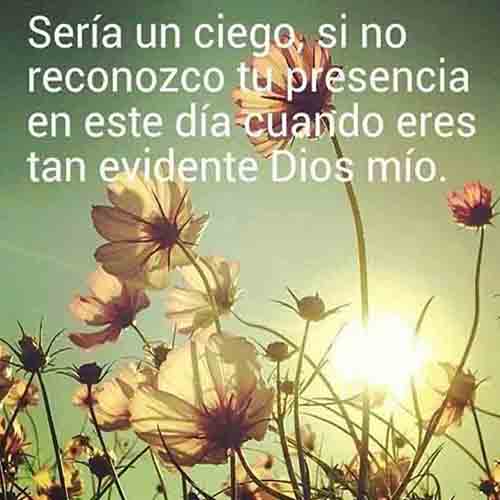 Sería un ciego, si no
reconozco tu presencia
en este día cuando eres
tan evidente Dios mío.